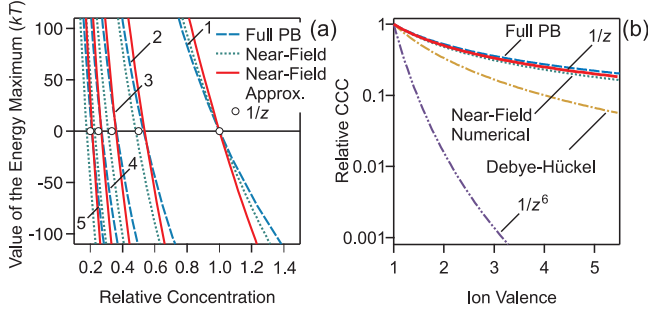 (a)
100
50
0
-50
-100
Value of the Energy Maximum (kT)
0.2 0.4 0.6 0.8 1.0 1.2 1.4
Relative Concentration
1
2
3
4
5
Full PB
Near-Field
Near-Field
Approx.
1/z
(b)
1
0.1
0.01
0.001
Relative CCC
1 2 3 4 5
Ion Valence
Full PB
1/z
Near-Field
Numerical
Debye-Hückel
1/z⁶